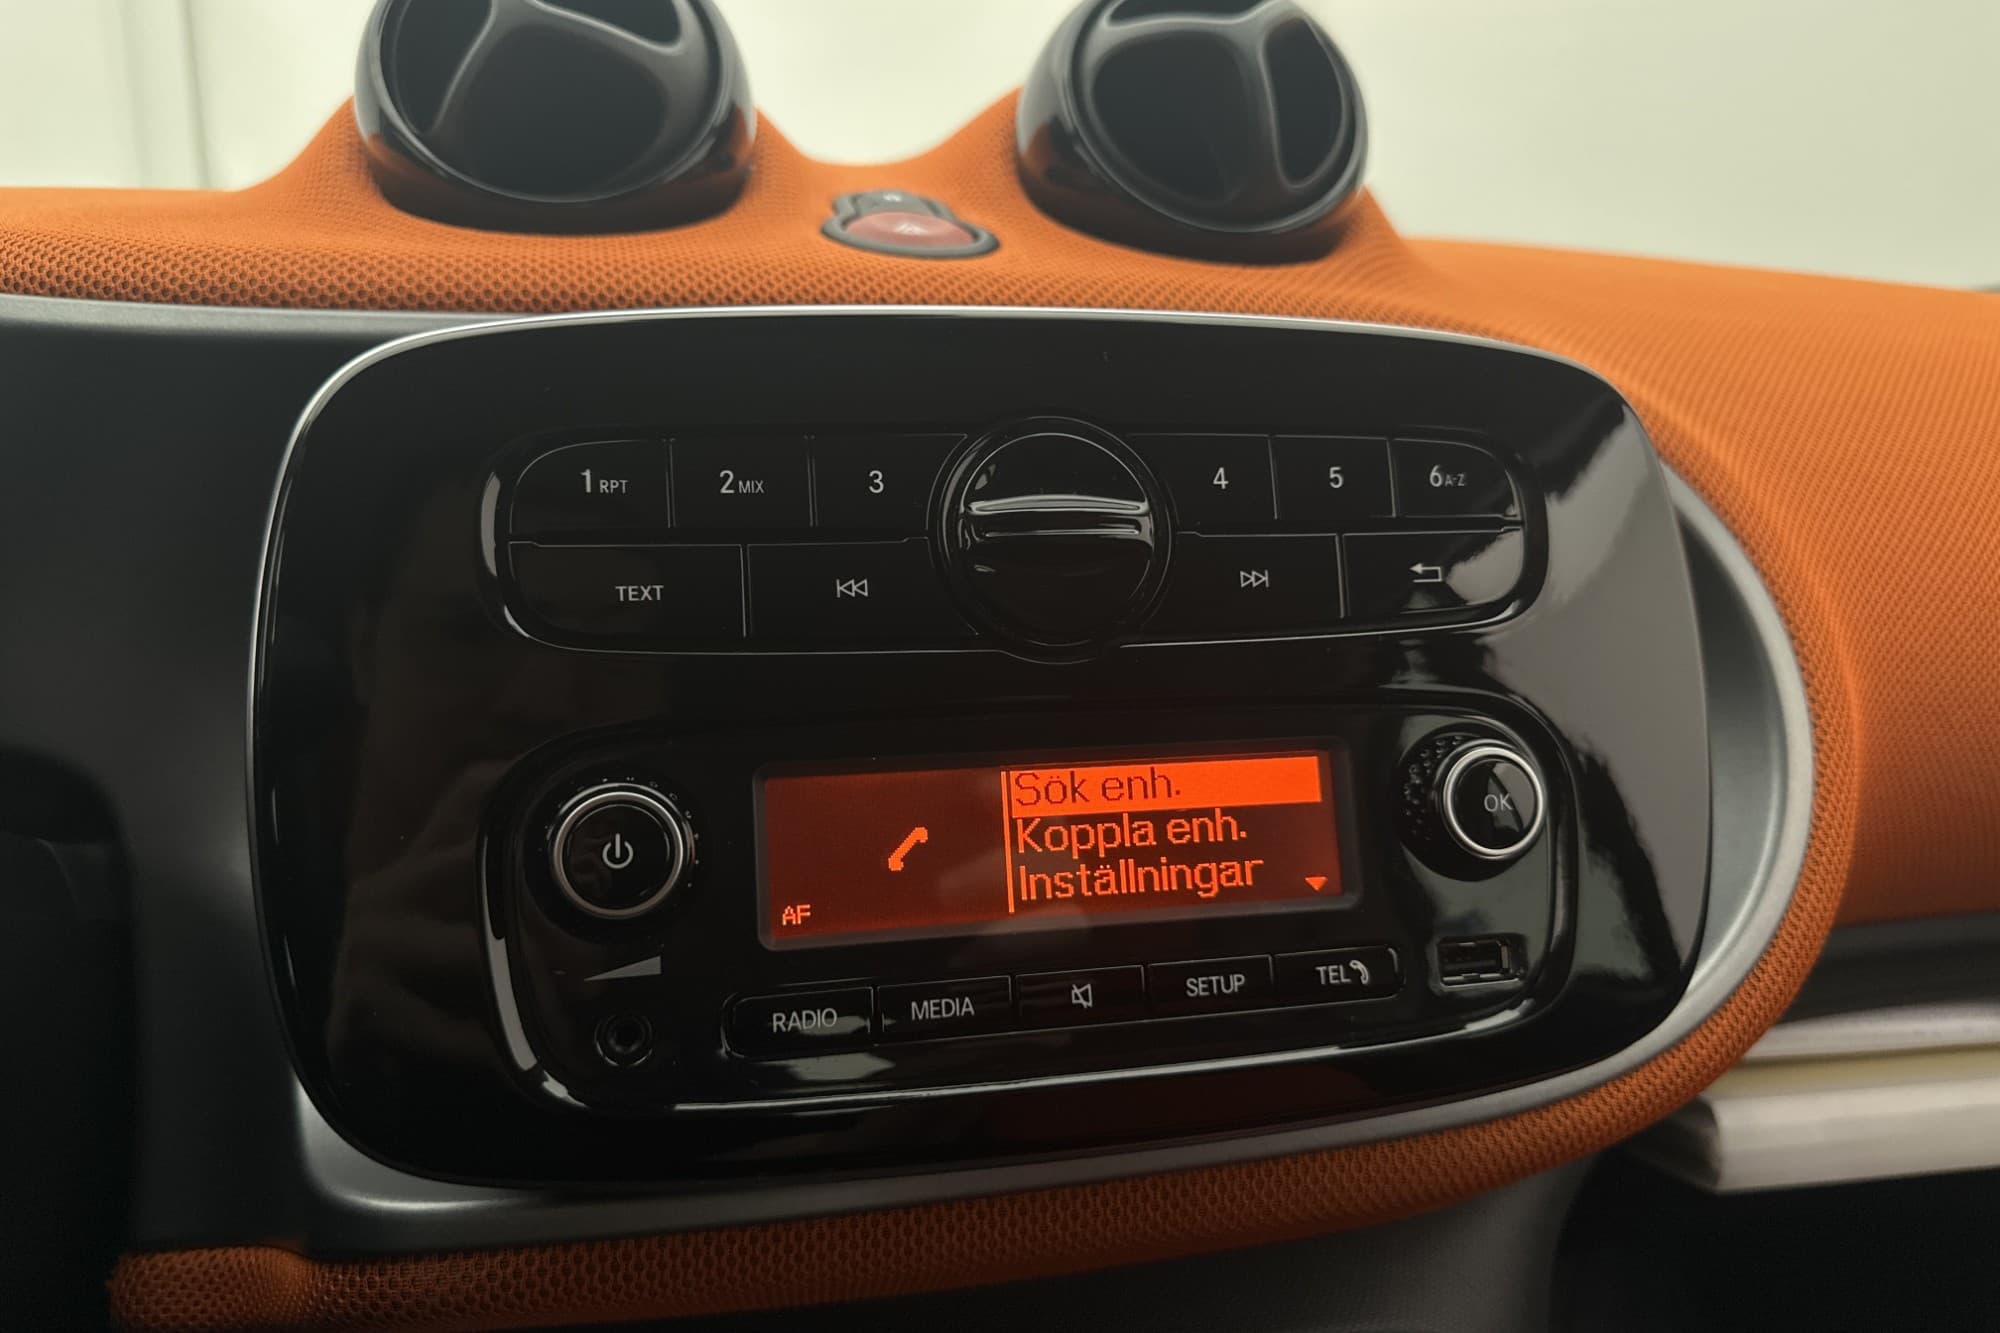 1 RPT 2 MIX 3 4 5 6 A-Z
TEXT
Sök enh.
Koppla enh.
Inställningar
AF
OK
RADIO MEDIA SETUP TEL